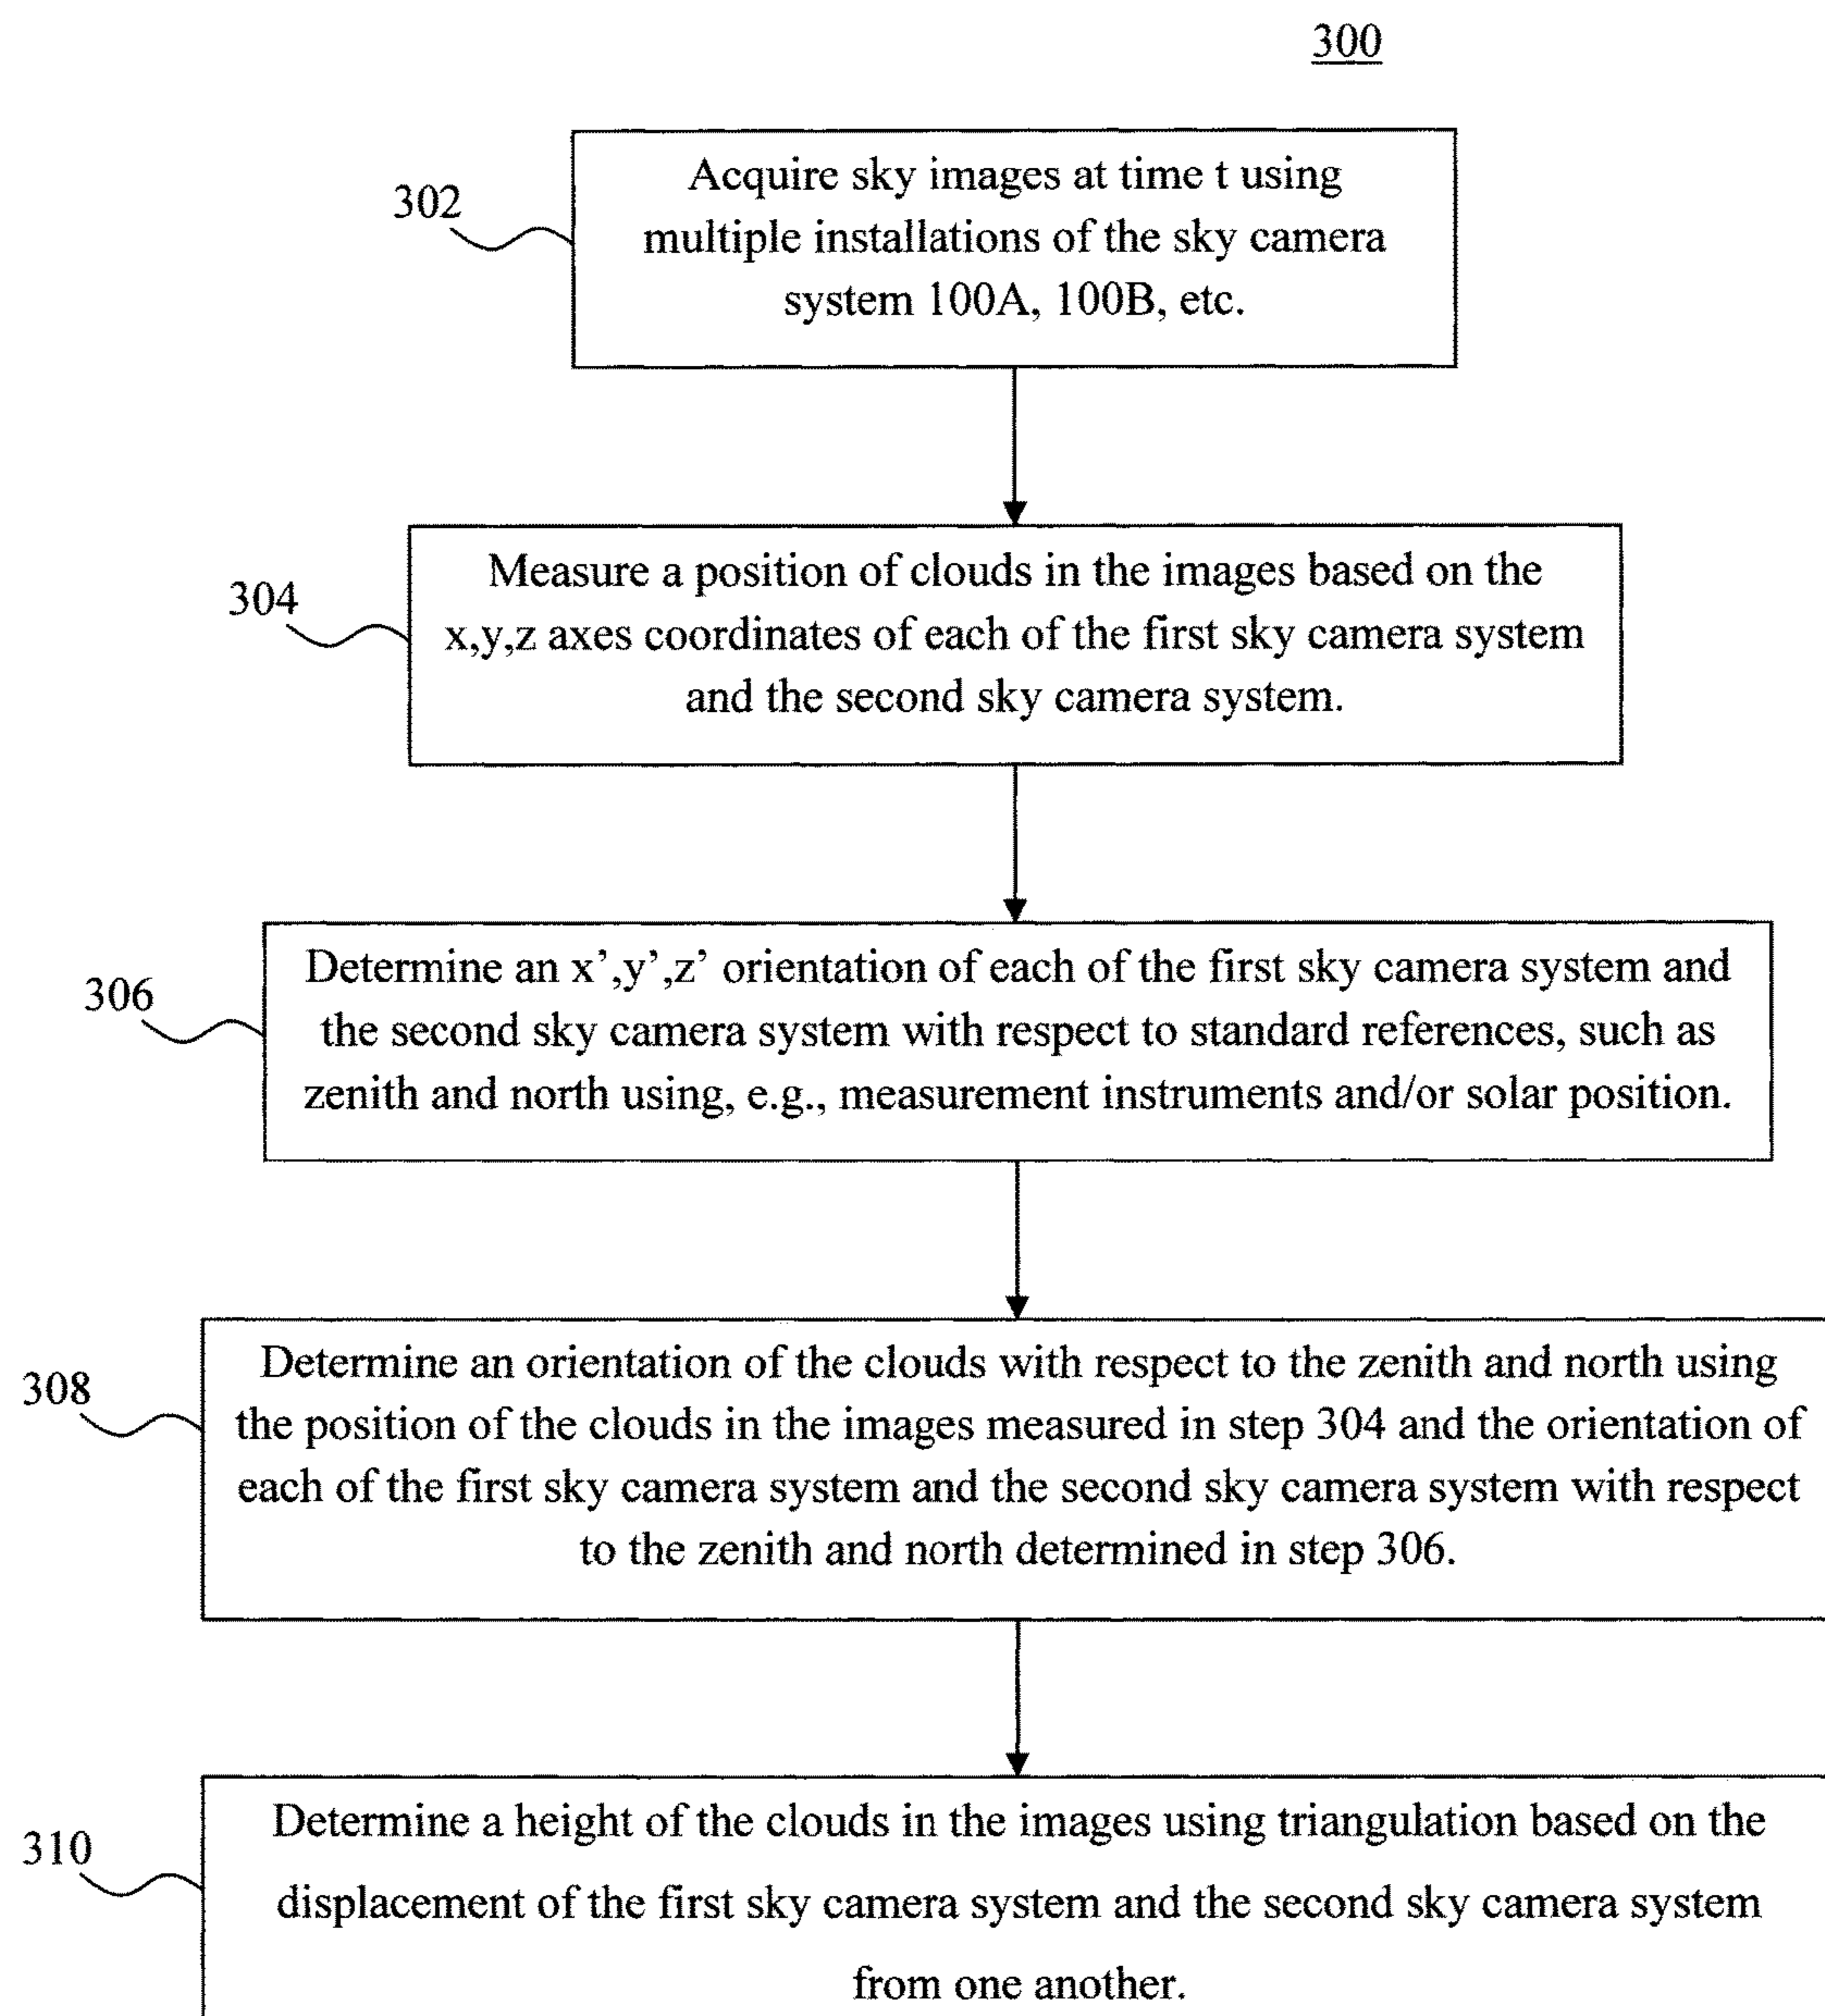 300
302
Acquire sky images at time t using
multiple installations of the sky camera
system 100A, 100B, etc.
304
Measure a position of clouds in the images based on the
x,y,z axes coordinates of each of the first sky camera system
and the second sky camera system.
306
Determine an x’,y’,z’ orientation of each of the first sky camera system and
the second sky camera system with respect to standard references, such as
zenith and north using, e.g., measurement instruments and/or solar position.
308
Determine an orientation of the clouds with respect to the zenith and north using
the position of the clouds in the images measured in step 304 and the orientation of
each of the first sky camera system and the second sky camera system with respect
to the zenith and north determined in step 306.
310
Determine a height of the clouds in the images using triangulation based on the
displacement of the first sky camera system and the second sky camera system
from one another.